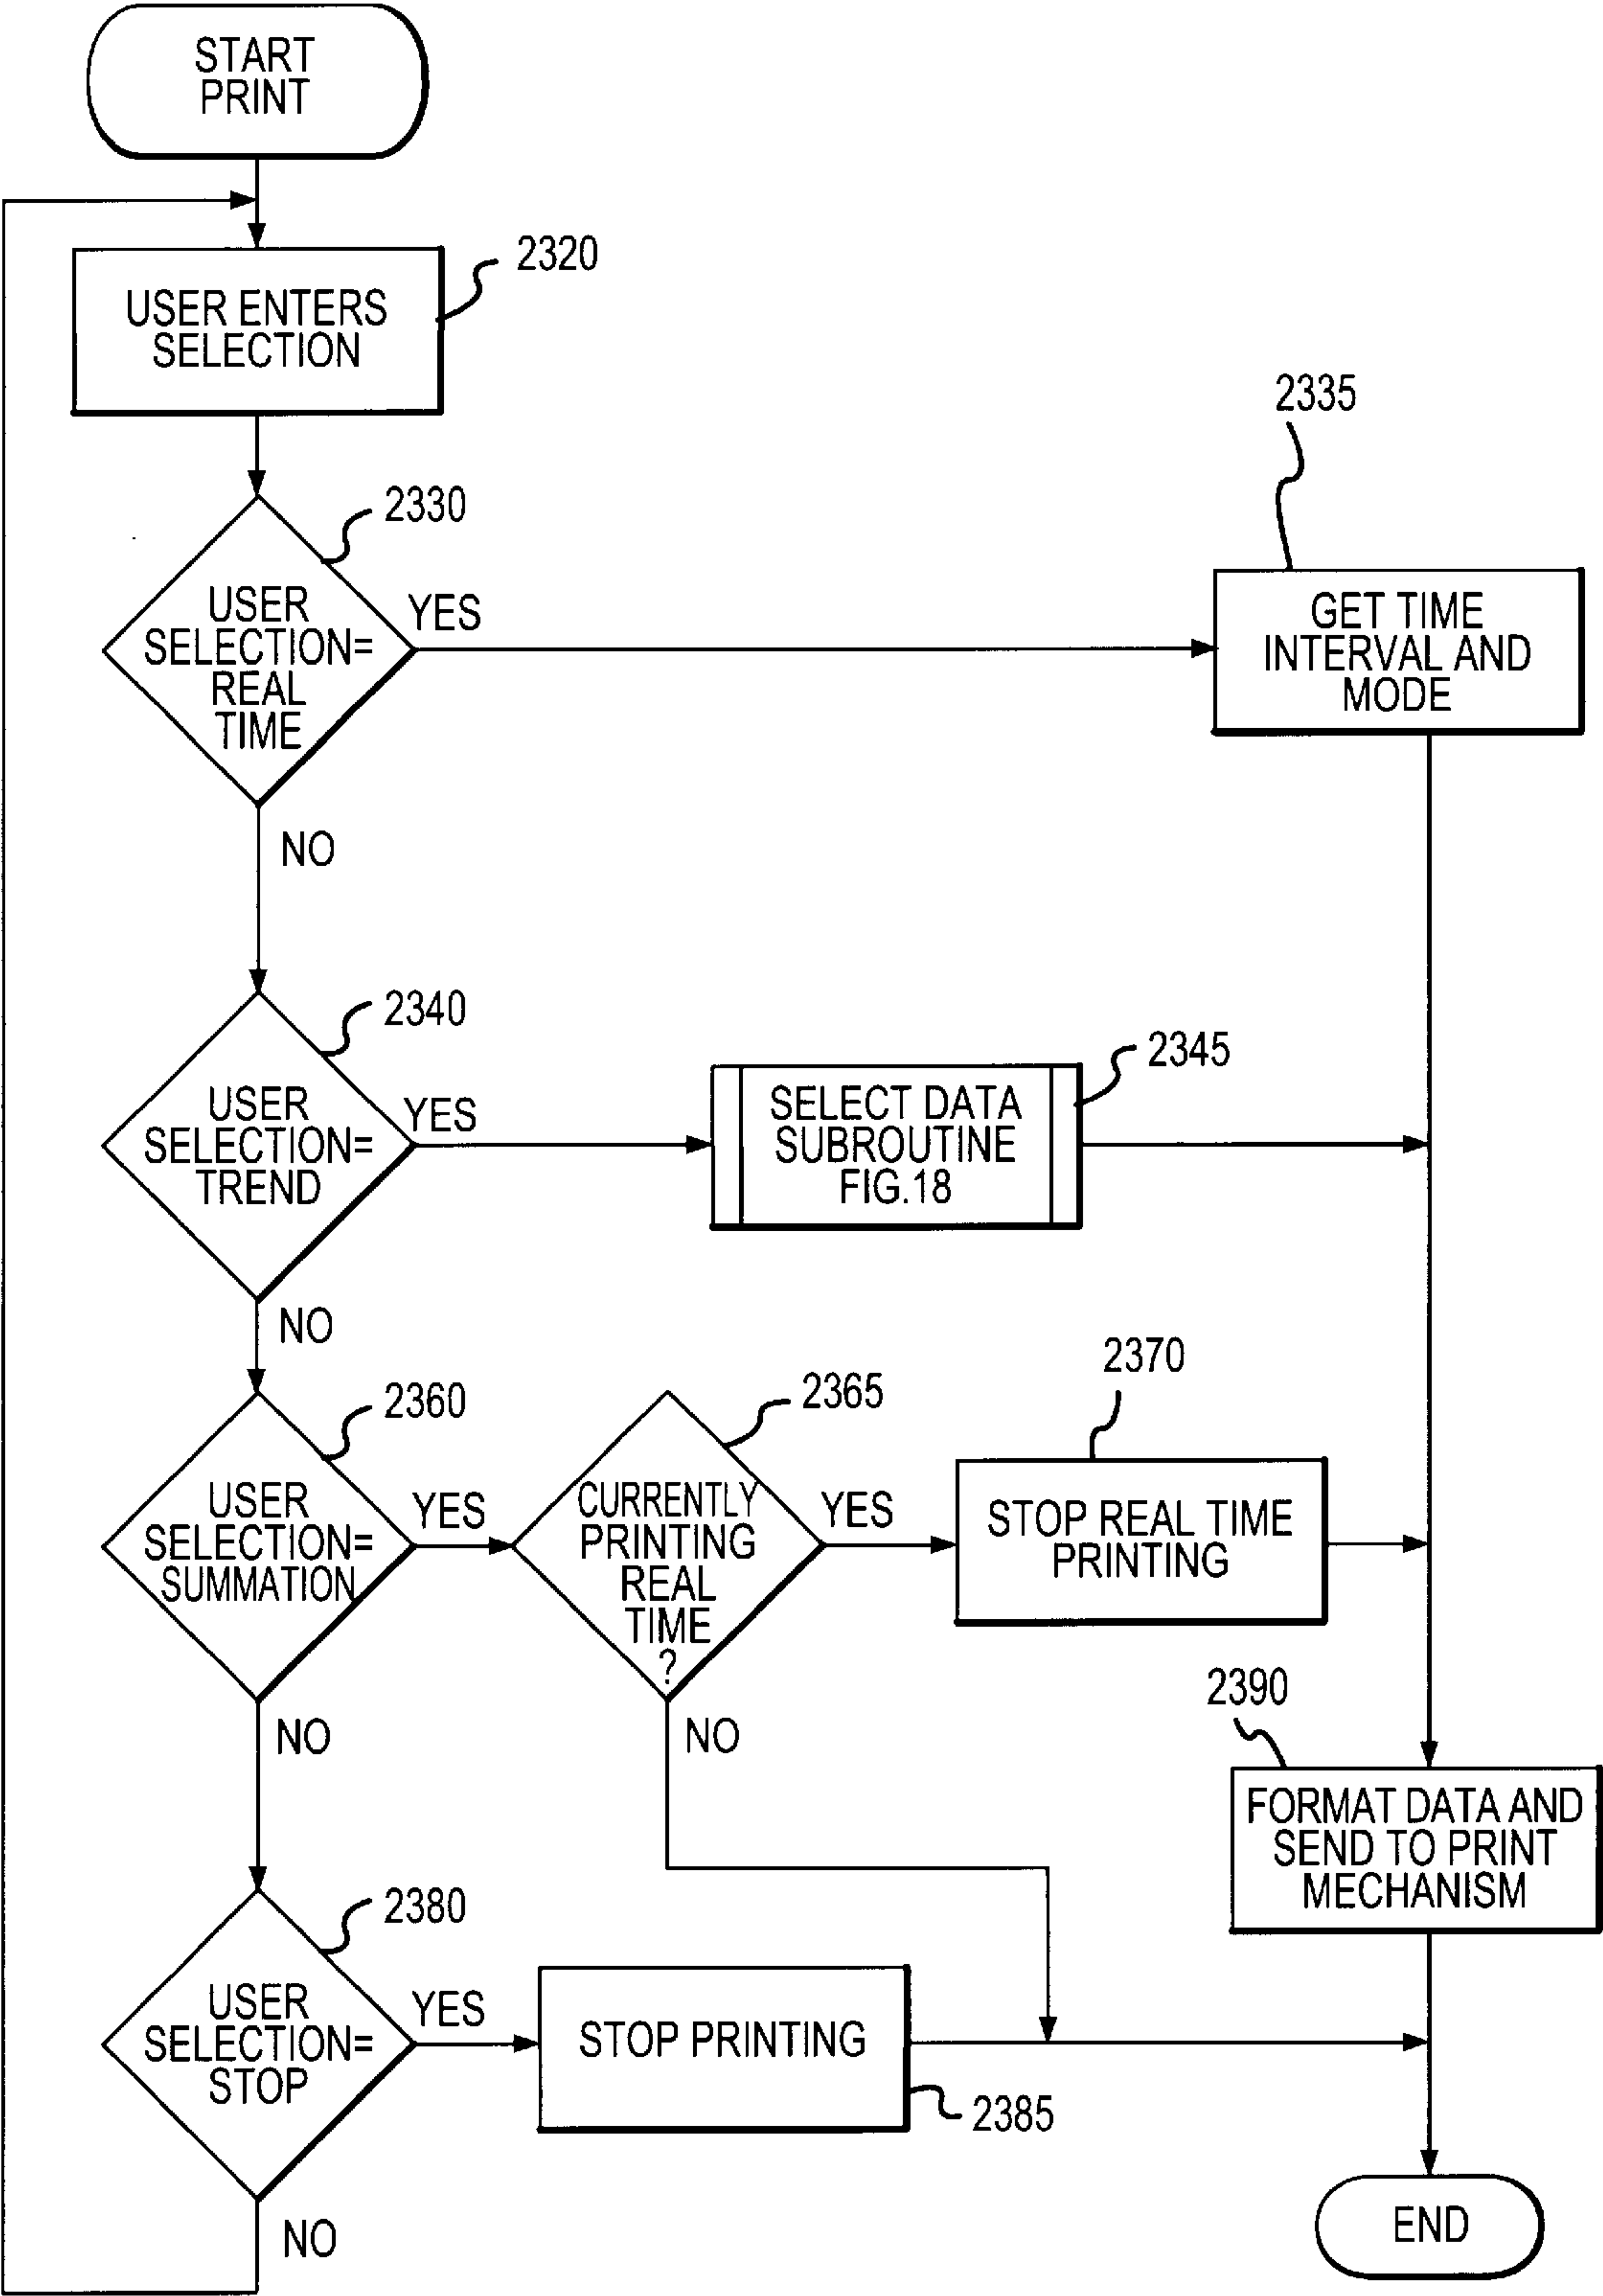 START
PRINT
2320
USER ENTERS
SELECTION
2335
2330
USER
SELECTION=
REAL
TIME
YES
GET TIME
INTERVAL AND
MODE
NO
2340
USER
SELECTION=
TREND
YES
2345
SELECT DATA
SUBROUTINE
FIG.18
NO
2360
USER
SELECTION=
SUMMATION
YES
2365
CURRENTLY
PRINTING
REAL
TIME
?
YES
2370
STOP REAL TIME
PRINTING
NO
NO
2390
FORMAT DATA AND
SEND TO PRINT
MECHANISM
2380
USER
SELECTION=
STOP
YES
STOP PRINTING
2385
NO
END